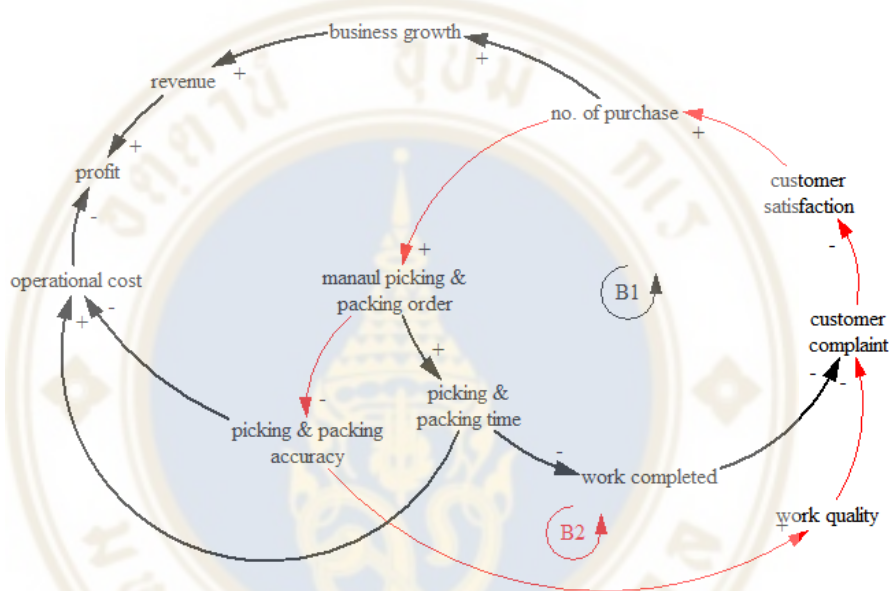 business growth
+
+
revenue
no. of purchase
+
+
profit
customer
satisfaction
-
-
operational cost
+
manaul picking &
packing order
B1
-
+
customer
complaint
+
-
-
-
picking &
packing time
picking & packing
accuracy
-
work completed
+
work quality
B2